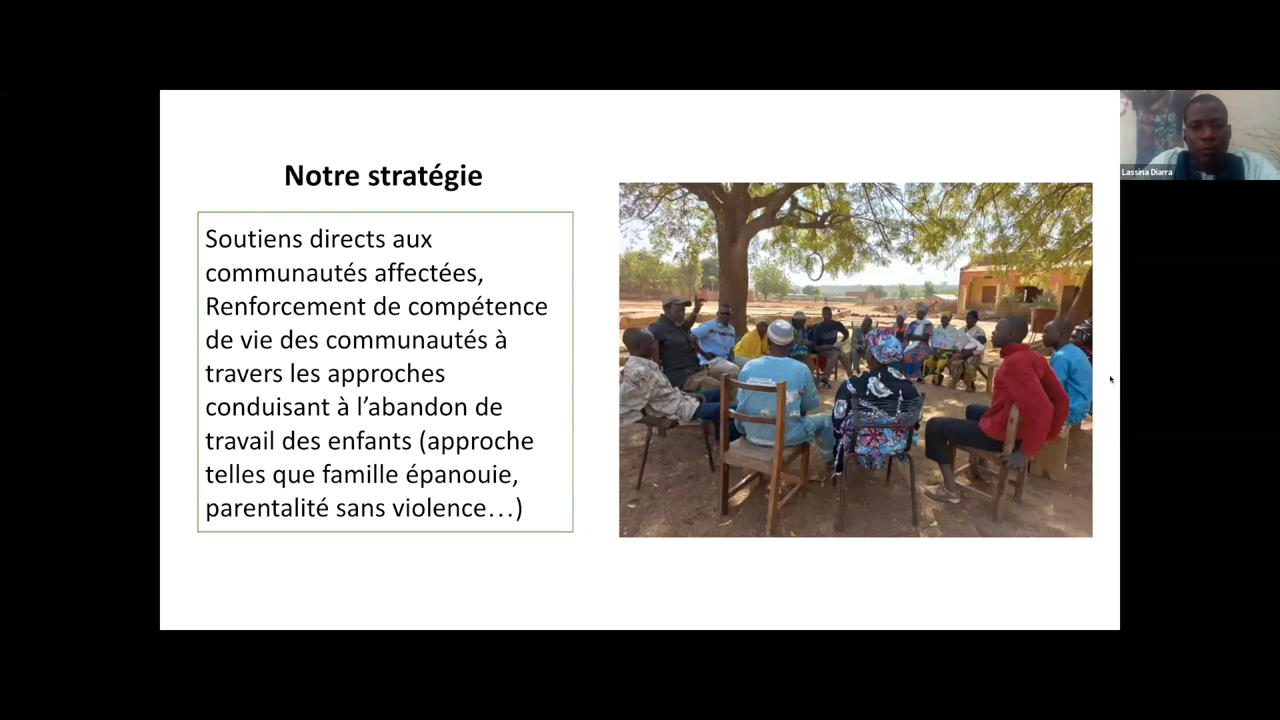 Notre stratégie
Soutiens directs aux
communautés affectées,
Renforcement de compétence
de vie des communautés à
travers les approches
conduisant à l’abandon de
travail des enfants (approche
telles que famille épanouie,
parentalité sans violence…)
Lassina Diarra